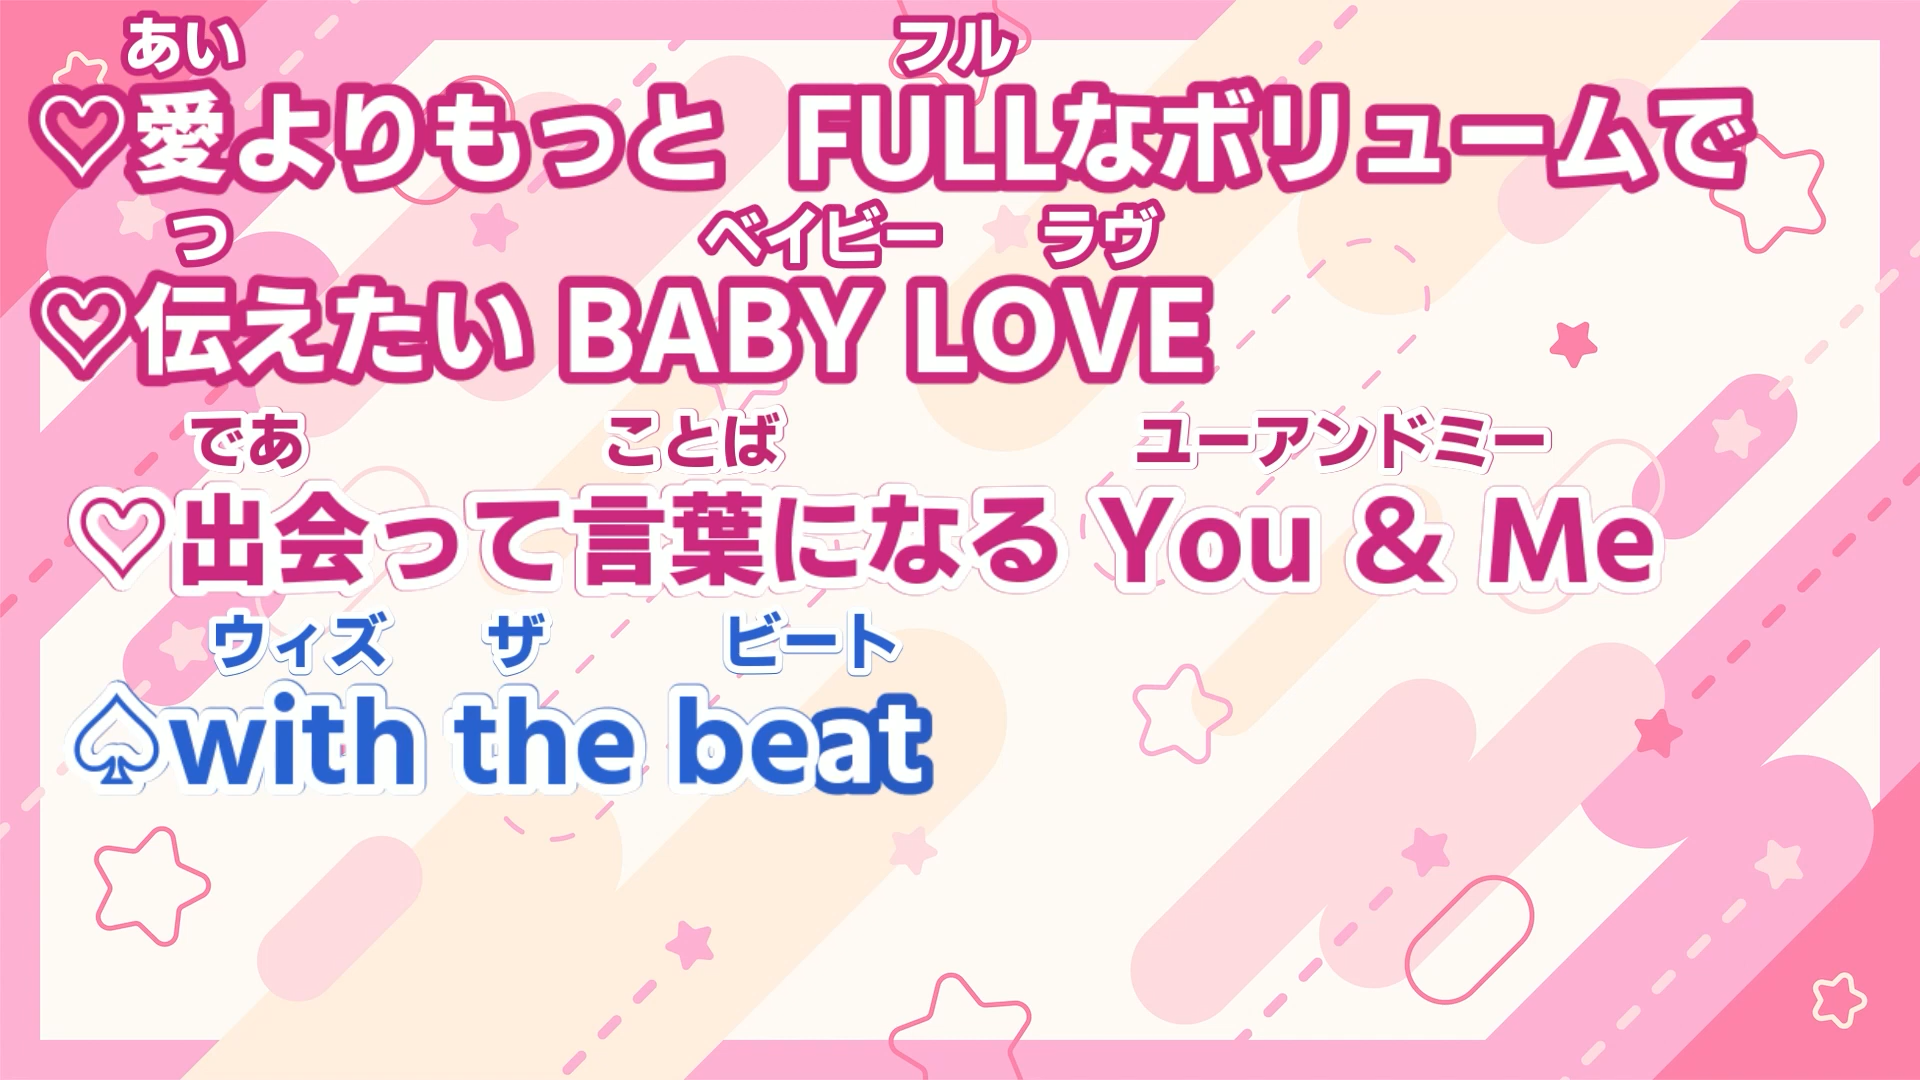 あい フル
♡愛よりもっと FULLなボリュームで
つ ベイビー ラヴ
♡伝えたい BABY LOVE
であ ことば ユーアンドミー
♡出会って言葉になる You & Me
ウィズ ザ ビート
♤with the beat